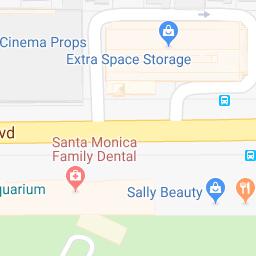 Cinema Props
Extra Space Storage
vd
Santa Monica
Family Dental
quarium
Sally Beauty